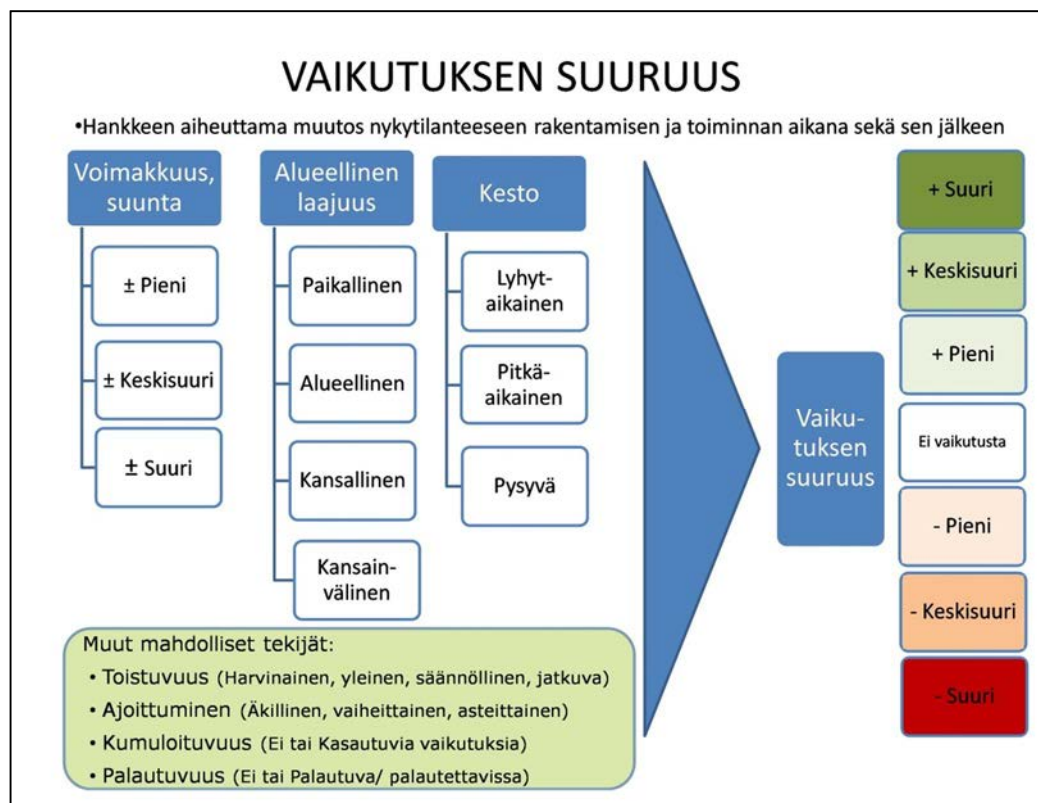 VAIKUTUKSEN SUURUUS
•Hankkeen aiheuttama muutos nykytilanteeseen rakentamisen ja toiminnan aikana sekä sen jälkeen
Voimakkuus,
suunta
± Pieni
± Keskisuuri
± Suuri
Alueellinen
laajuus
Paikallinen
Alueellinen
Kansallinen
Kansain-
välinen
Kesto
Lyhyt-
aikainen
Pitkä-
aikainen
Pysyvä
Muut mahdolliset tekijät:
• Toistuvuus (Harvinainen, yleinen, säännöllinen, jatkuva)
• Ajoittuminen (Äkillinen, vaiheittainen, asteittainen)
• Kumuloituvuus (Ei tai Kasautuvia vaikutuksia)
• Palautuvuus (Ei tai Palautuva/ palautettavissa)
Vaiku-
tuksen
suuruus
+ Suuri
+ Keskisuuri
+ Pieni
Ei vaikutusta
- Pieni
- Keskisuuri
- Suuri